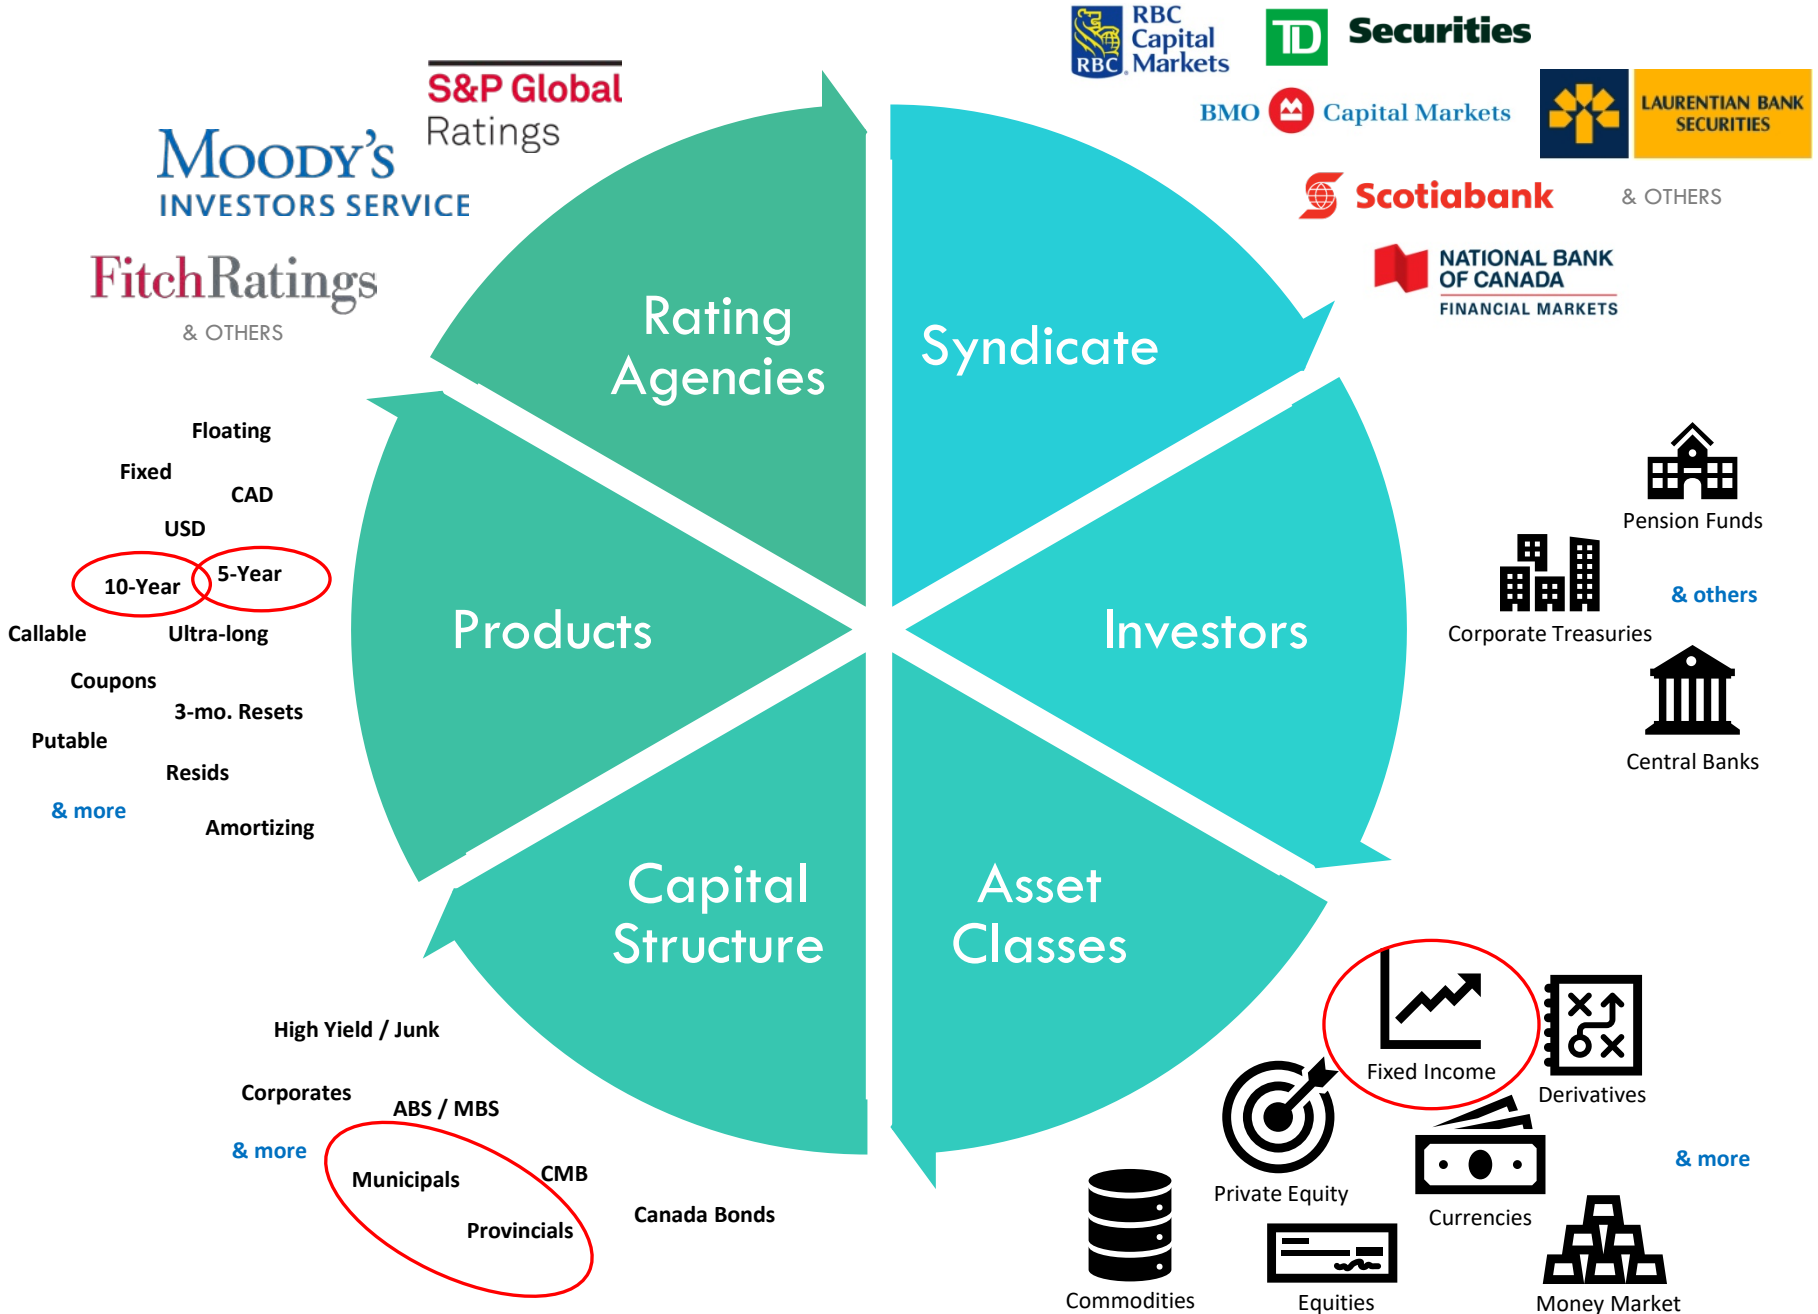 RBC
Capital
Markets
RBC
TD
Securities
BMO
Capital Markets
LAURENTIAN BANK
SECURITIES
Scotiabank
& OTHERS
NATIONAL BANK
OF CANADA
FINANCIAL MARKETS
S&P Global
Ratings
MOODY'S
INVESTORS SERVICE
FitchRatings
& OTHERS
Rating
Agencies
Syndicate
Products
Investors
Capital
Structure
Asset
Classes
Floating
Fixed
CAD
USD
10-Year
5-Year
Callable
Ultra-long
Coupons
3-mo. Resets
Putable
Resids
& more
Amortizing
Pension Funds
& others
Corporate Treasuries
Central Banks
High Yield / Junk
Corporates
ABS / MBS
& more
Municipals
CMB
Provincials
Canada Bonds
Fixed Income
Derivatives
Private Equity
& more
Currencies
Commodities
Equities
Money Market